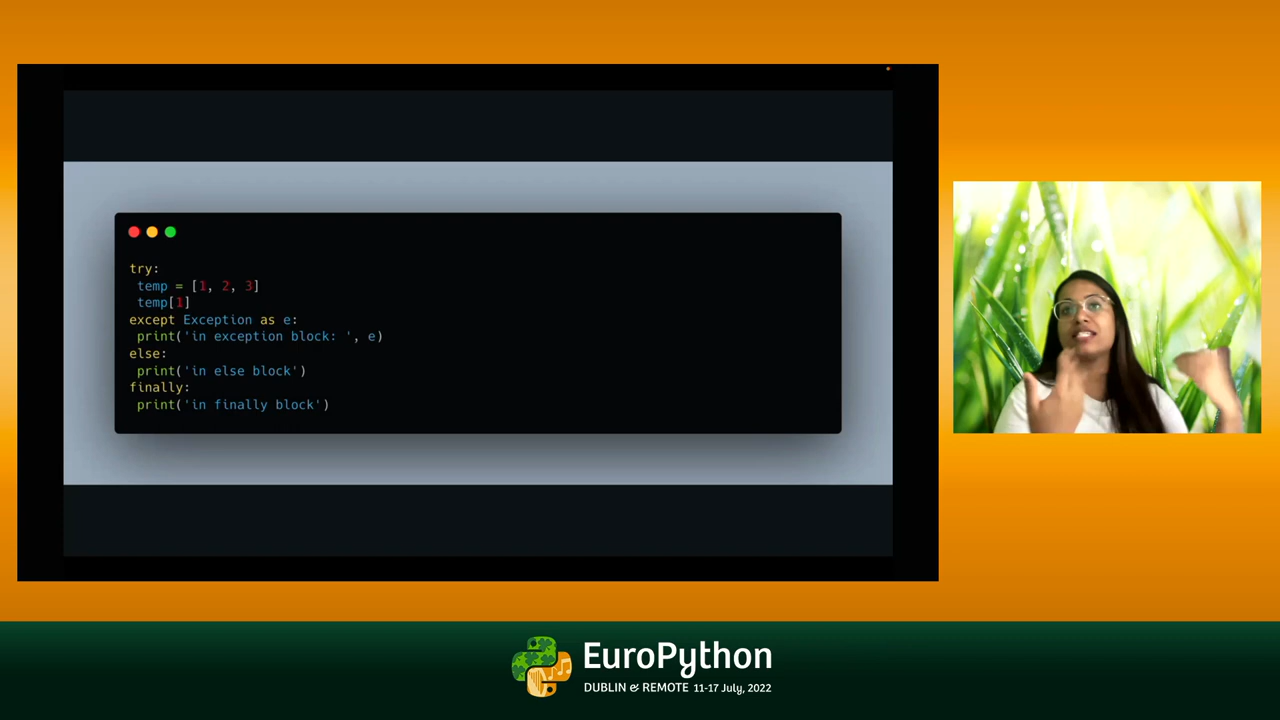 try:
 temp = [1, 2, 3]
 temp[1]
except Exception as e:
 print('in exception block: ', e)
else:
 print('in else block')
finally:
 print('in finally block')
EuroPython
DUBLIN & REMOTE 11-17 July, 2022